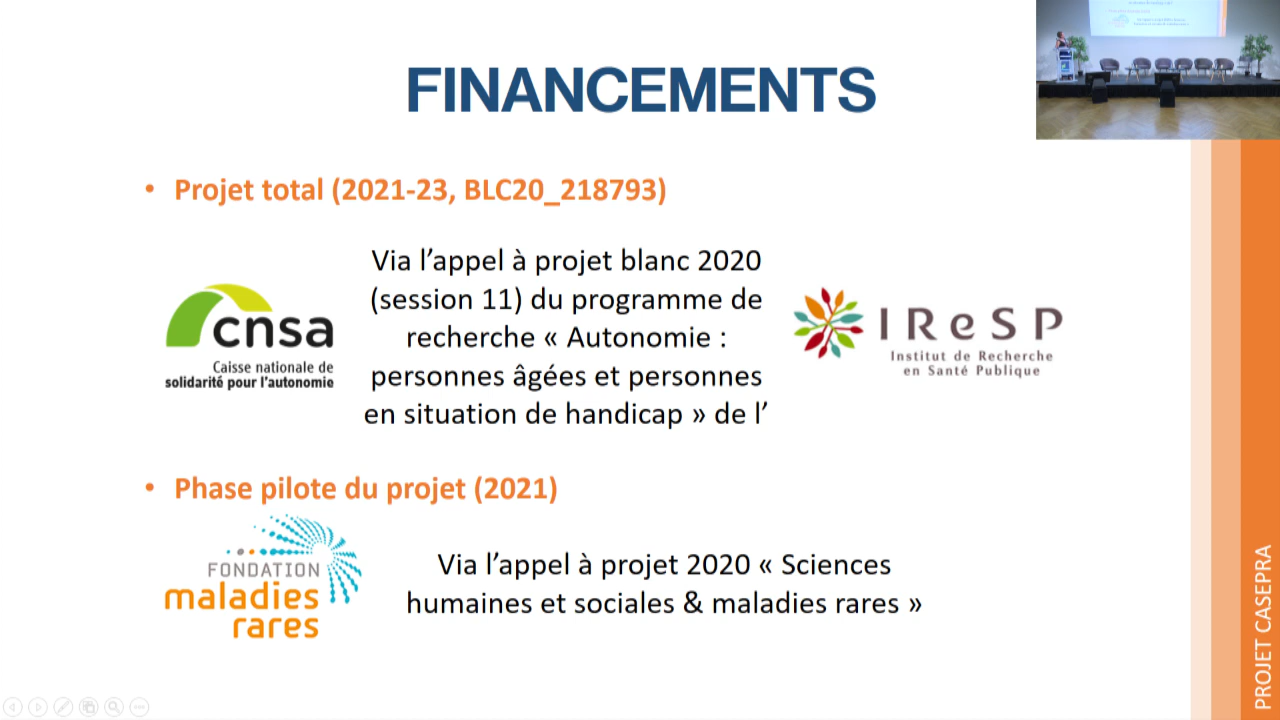 FINANCEMENTS
• Projet total (2021-23, BLC20_218793)
cnsa
Caisse nationale de
solidarité pour l'autonomie
Via l’appel à projet blanc 2020
(session 11) du programme de
recherche « Autonomie :
personnes âgées et personnes
en situation de handicap » de l’
IReSP
Institut de Recherche
en Santé Publique
• Phase pilote du projet (2021)
FONDATION
maladies
rares
Via l’appel à projet 2020 « Sciences
humaines et sociales & maladies rares »
PROJET CASEPRA